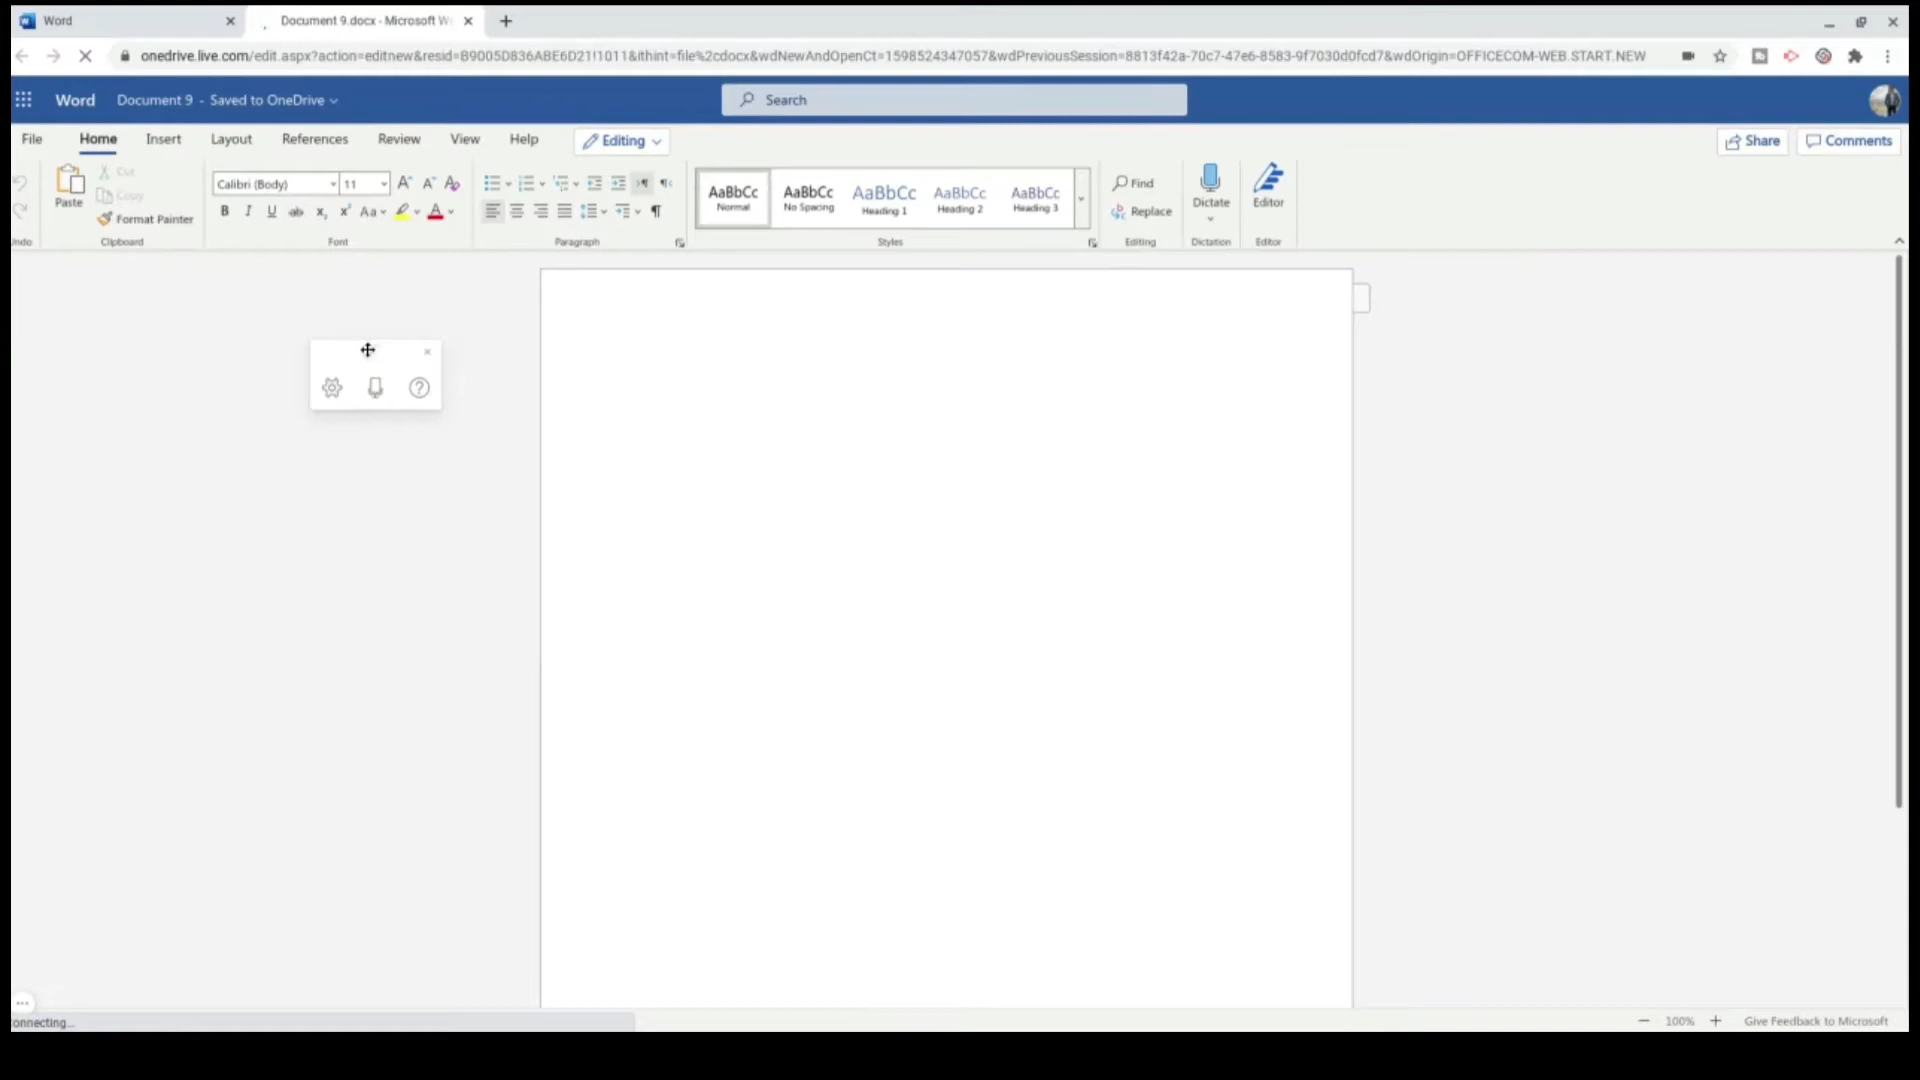 Word
Document 9.docx - Microsoft W
onedrive.live.com/edit.aspx?action=editnew&resid=B9005D836ABE6D21!1011&ithint=file%2cdocx&wdNewAndOpenCt=1598524347057&wdPreviousSession=8813f42a-70c7-47e6-8583-9f7030d0fcd7&wdOrigin=OFFICECOM-WEB.START.NEW
Word Document 9 - Saved to OneDrive Search
File Home Insert Layout References Review View Help Editing Share Comments
Paste Cut Copy Format Painter
Calibri (Body) 11
AaBbCc Normal
AaBbCc No Spacing
AaBbCc Heading 1
AaBbCc Heading 2
AaBbCc Heading 3
Find
Replace
Dictate
Editor
ndo Clipboard Font Paragraph Styles Editing Dictation Editor
onnecting...
100% Give Feedback to Microsoft